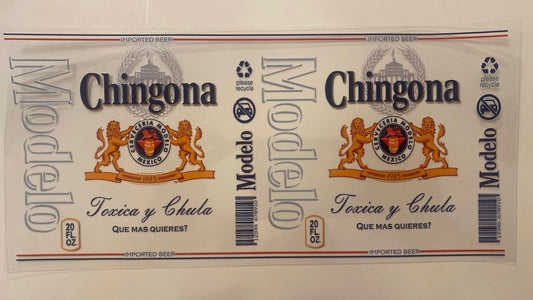 IMPORTED BEER
Modelo
Chingona
please
recycle
CERVECERIA MODELO
MEXICO
1925
Modelo
Toxica y Chula
QUE MAS QUIERES?
20
FL
OZ.
IMPORTED BEER
IMPORTED BEER
Modelo
Chingona
please
recycle
CERVECERIA MODELO
MEXICO
1925
Modelo
Toxica y Chula
QUE MAS QUIERES?
20
FL
OZ.
IMPORTED BEER